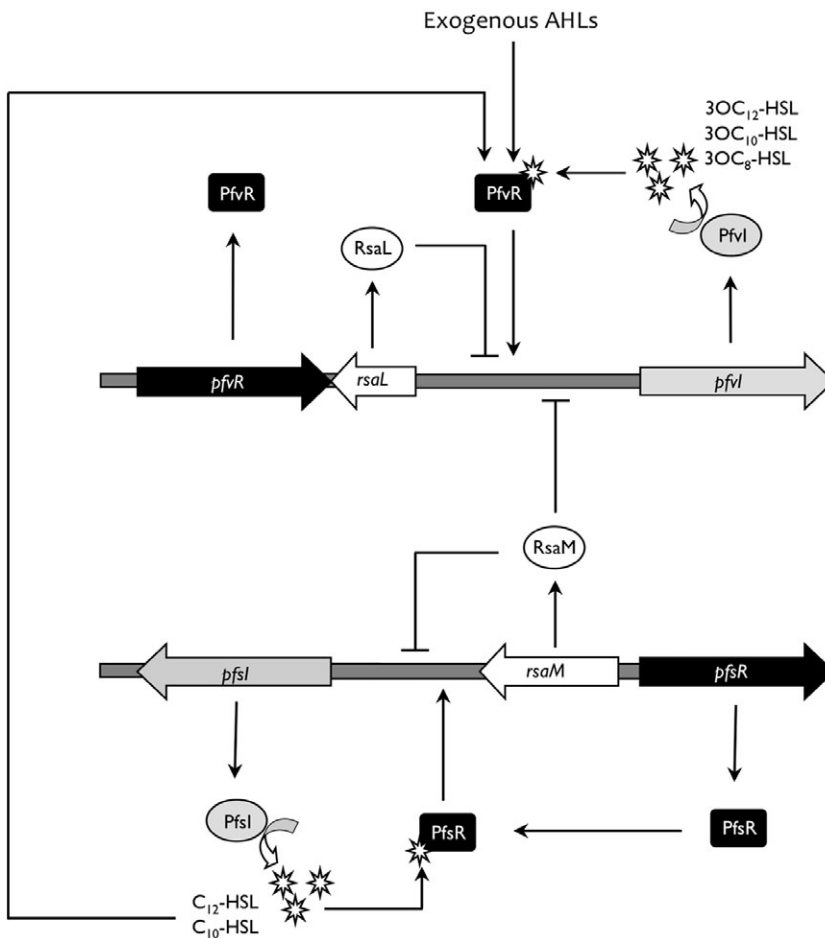 Exogenous AHLs
3OC₁₂-HSL
3OC₁₀-HSL
3OC₈-HSL
PfvR
PfvR
PfvI
RsaL
pfvR
rsaL
pfvI
RsaM
pfsI
rsaM
pfsR
PfsI
PfsR
PfsR
C₁₂-HSL
C₁₀-HSL